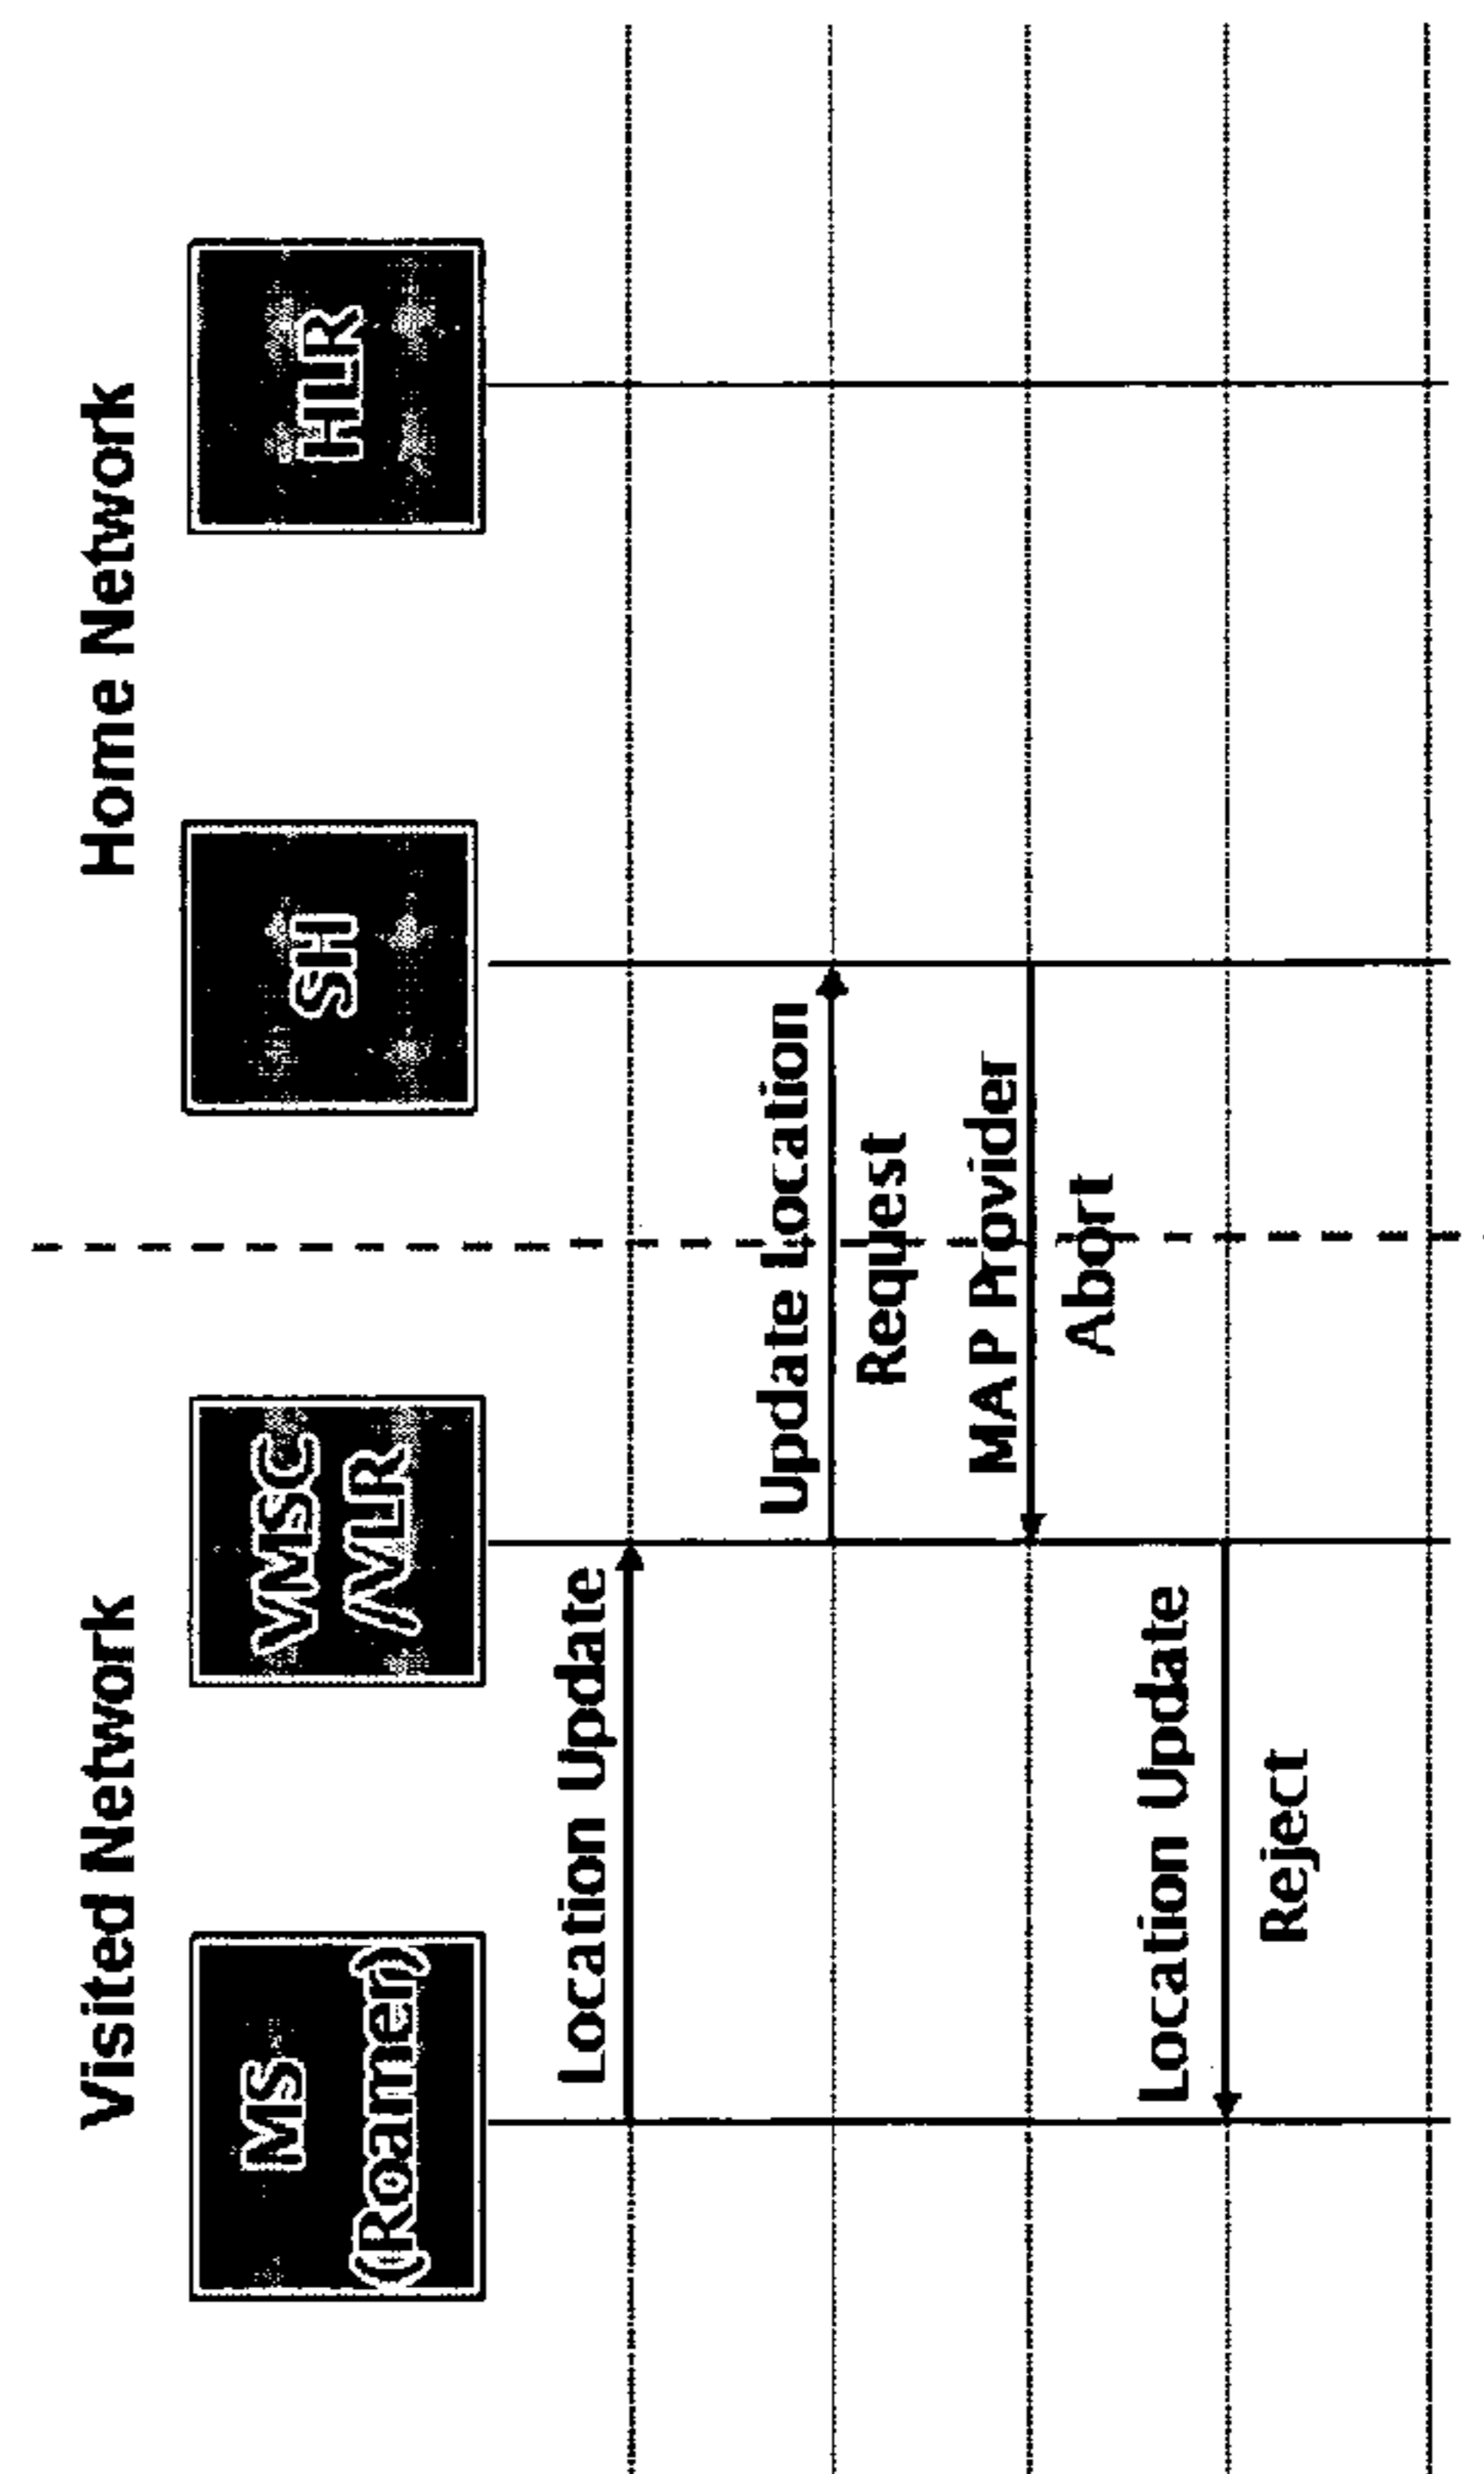 Visited Network
Home Network
MS
(Roamer)
VMSC
/VLR
SH
HLR
Location Update
Update Location
Request
MAP Provider
Abort
Location Update
Reject